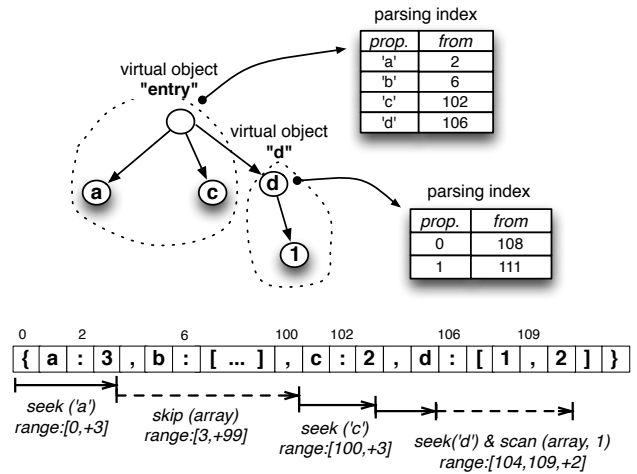 parsing index
prop. from
'a' 2
'b' 6
'c' 102
'd' 106
virtual object
"entry"
virtual object
"d"
a
c
d
1
parsing index
prop. from
0 108
1 111
0 2 6 100 102 106 109
{ a : 3 , b : [ ... ] , c : 2 , d : [ 1 , 2 ] }
seek ('a')
range:[0,+3]
skip (array)
range:[3,+99]
seek ('c')
range:[100,+3]
seek('d') & scan (array, 1)
range:[104,109,+2]